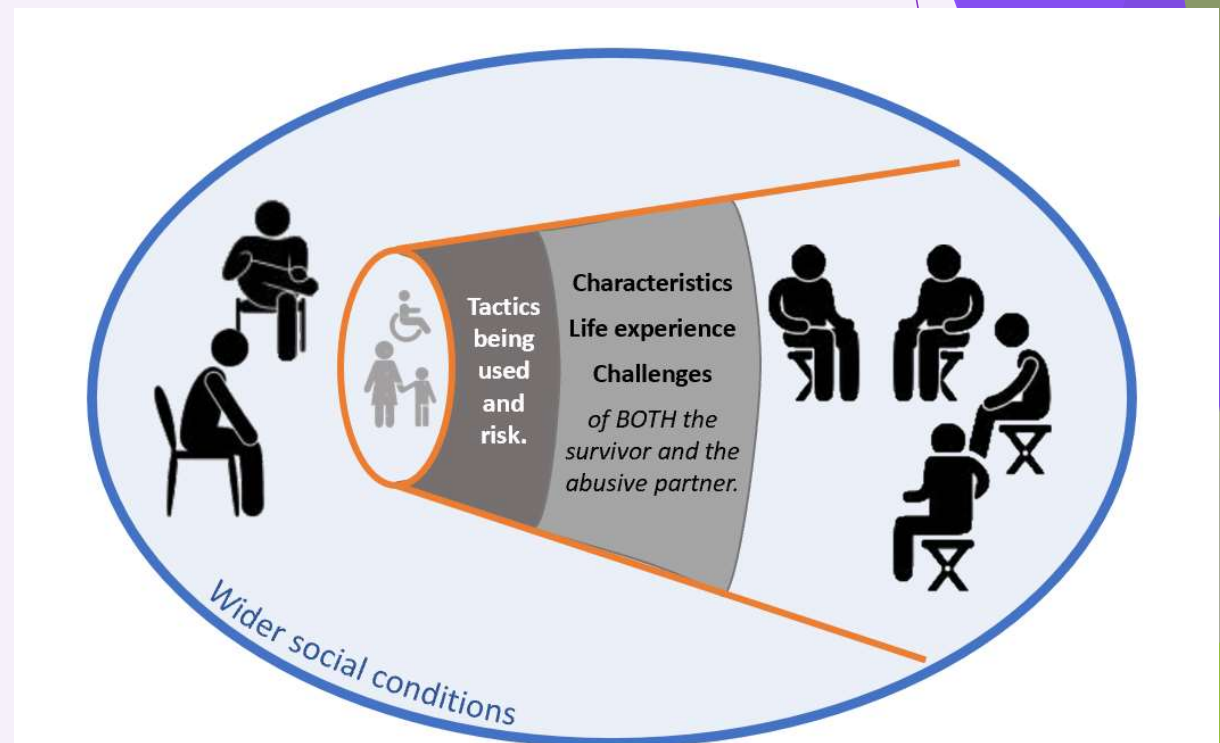 Tactics
being
used
and
risk.
Characteristics
Life experience
Challenges
of BOTH the
survivor and the
abusive partner.
Wider social conditions